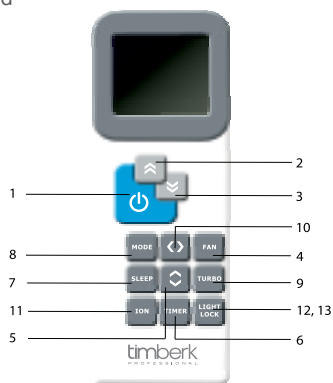 2
1
3
10
MODE
FAN
8
4
SLEEP
TURBO
7
9
ION
TIMER
LIGHT
LOCK
11
12, 13
5
6
timberk
PROFESSIONAL